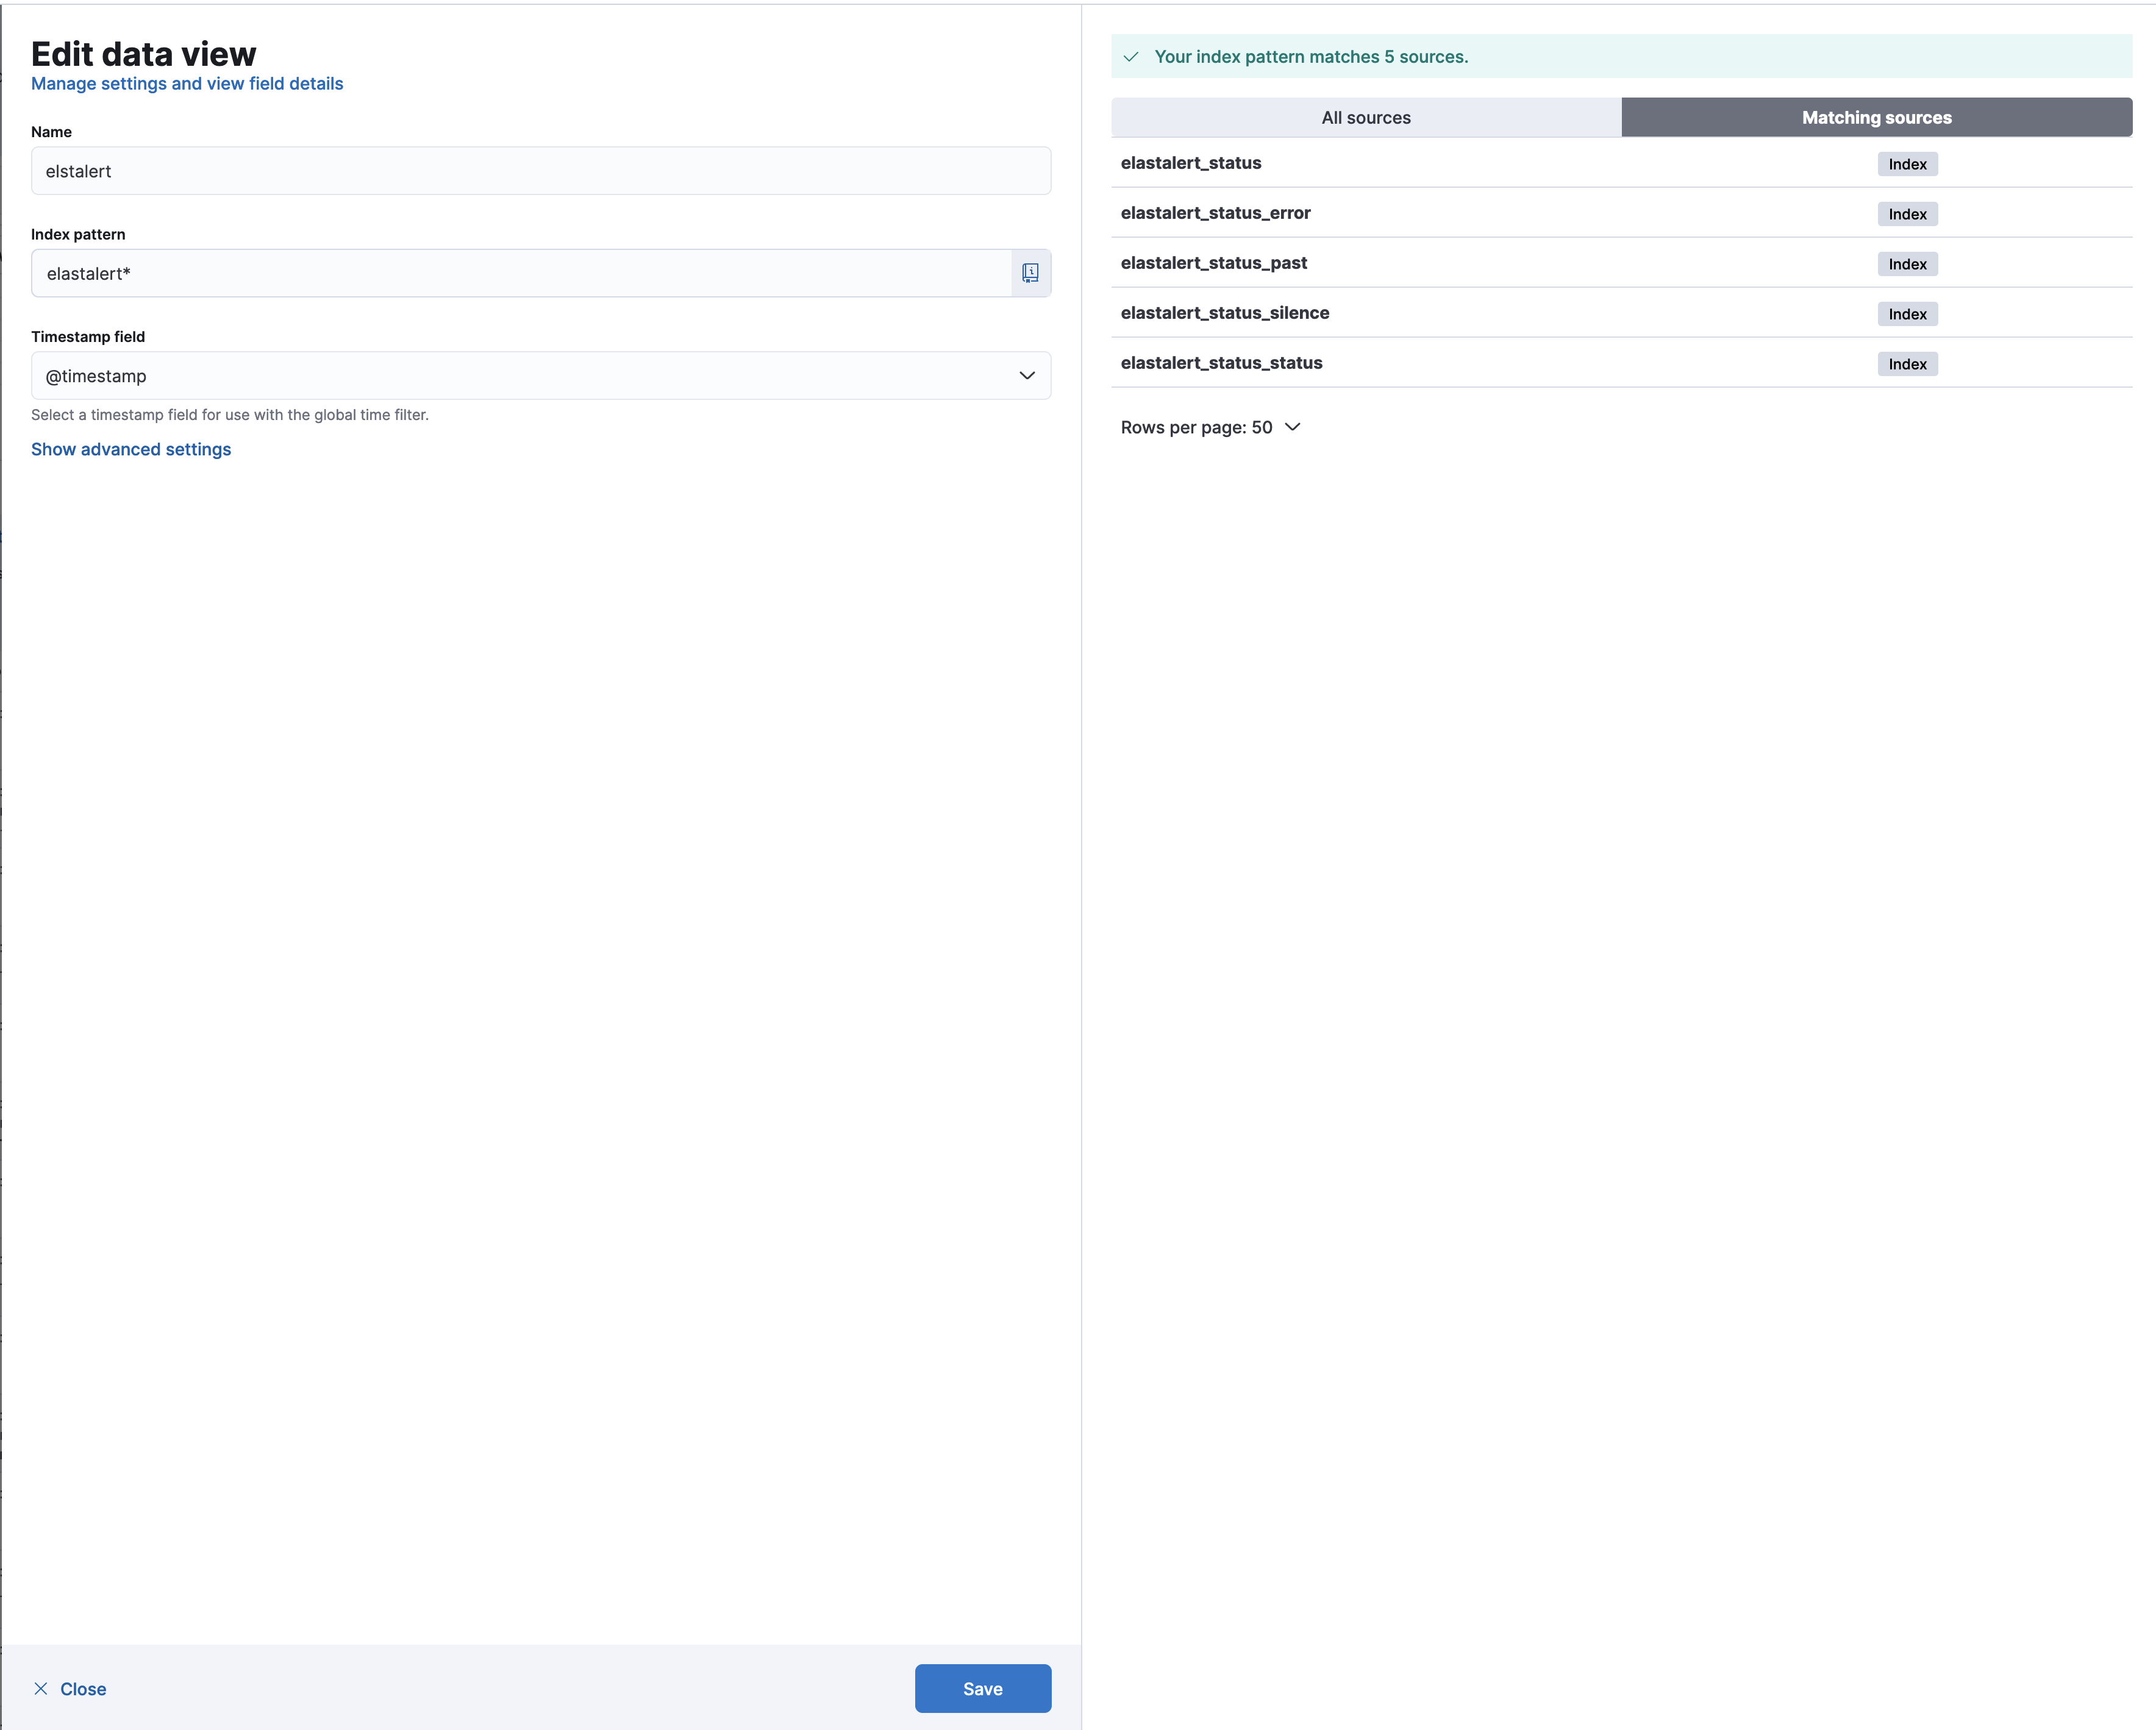 Edit data view
Manage settings and view field details
Name
elstalert
Index pattern
elastalert*
Timestamp field
@timestamp
Select a timestamp field for use with the global time filter.
Show advanced settings
Close
Save
Your index pattern matches 5 sources.
All sources
Matching sources
elastalert_status Index
elastalert_status_error Index
elastalert_status_past Index
elastalert_status_silence Index
elastalert_status_status Index
Rows per page: 50